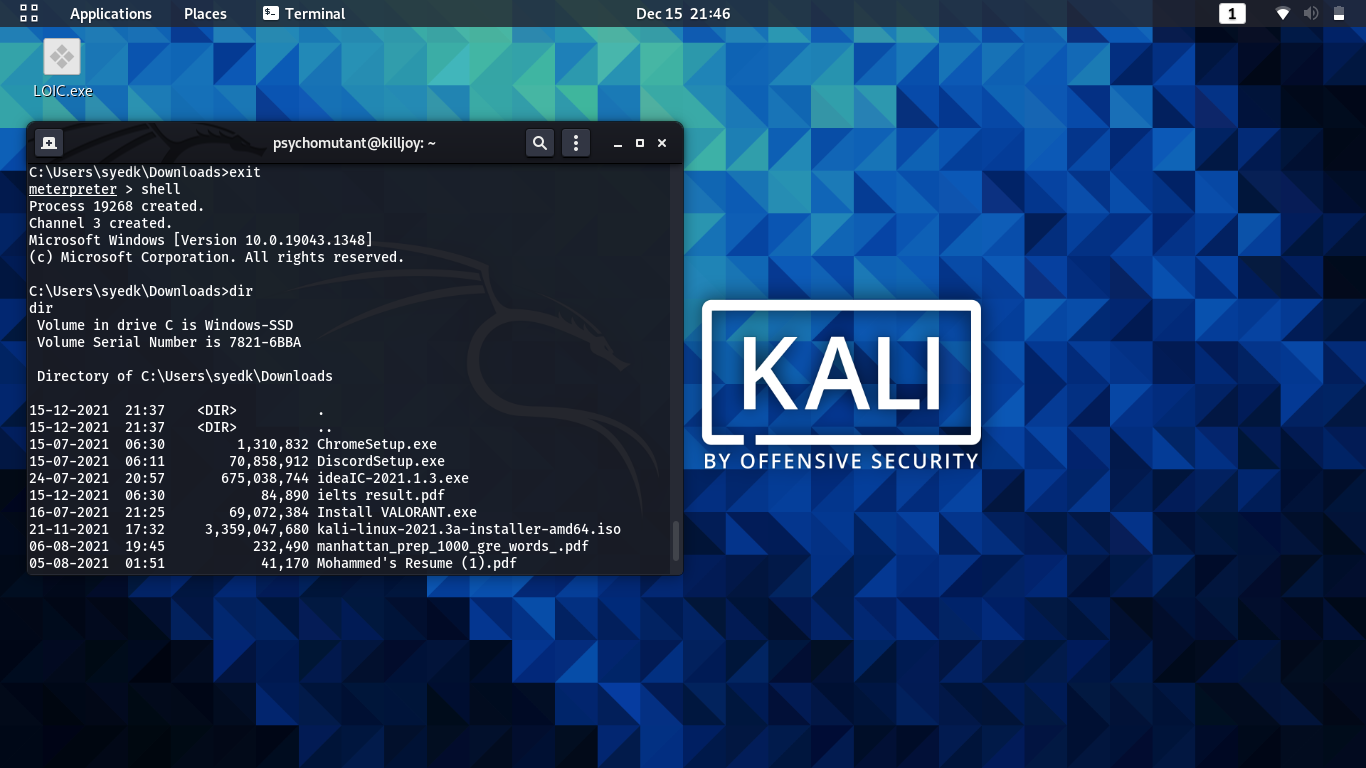 Applications Places Terminal Dec 15 21:46 1
LOIC.exe
psychomutant@killjoy: ~
C:\Users\syedk\Downloads>exit
meterpreter > shell
Process 19268 created.
Channel 3 created.
Microsoft Windows [Version 10.0.19043.1348]
(c) Microsoft Corporation. All rights reserved.
C:\Users\syedk\Downloads>dir
dir
Volume in drive C is Windows-SSD
Volume Serial Number is 7821-6BBA
Directory of C:\Users\syedk\Downloads
15-12-2021 21:37 <DIR> .
15-12-2021 21:37 <DIR> ..
15-07-2021 06:30 1,310,832 ChromeSetup.exe
15-07-2021 06:11 70,858,912 DiscordSetup.exe
24-07-2021 20:57 675,038,744 ideaIC-2021.1.3.exe
15-12-2021 06:30 84,890 ielts result.pdf
16-07-2021 21:25 69,072,384 Install VALORANT.exe
21-11-2021 17:32 3,359,047,680 kali-linux-2021.3a-installer-amd64.iso
06-08-2021 19:45 232,490 manhattan_prep_1000_gre_words_.pdf
05-08-2021 01:51 41,170 Mohammed's Resume (1).pdf
KALI
BY OFFENSIVE SECURITY